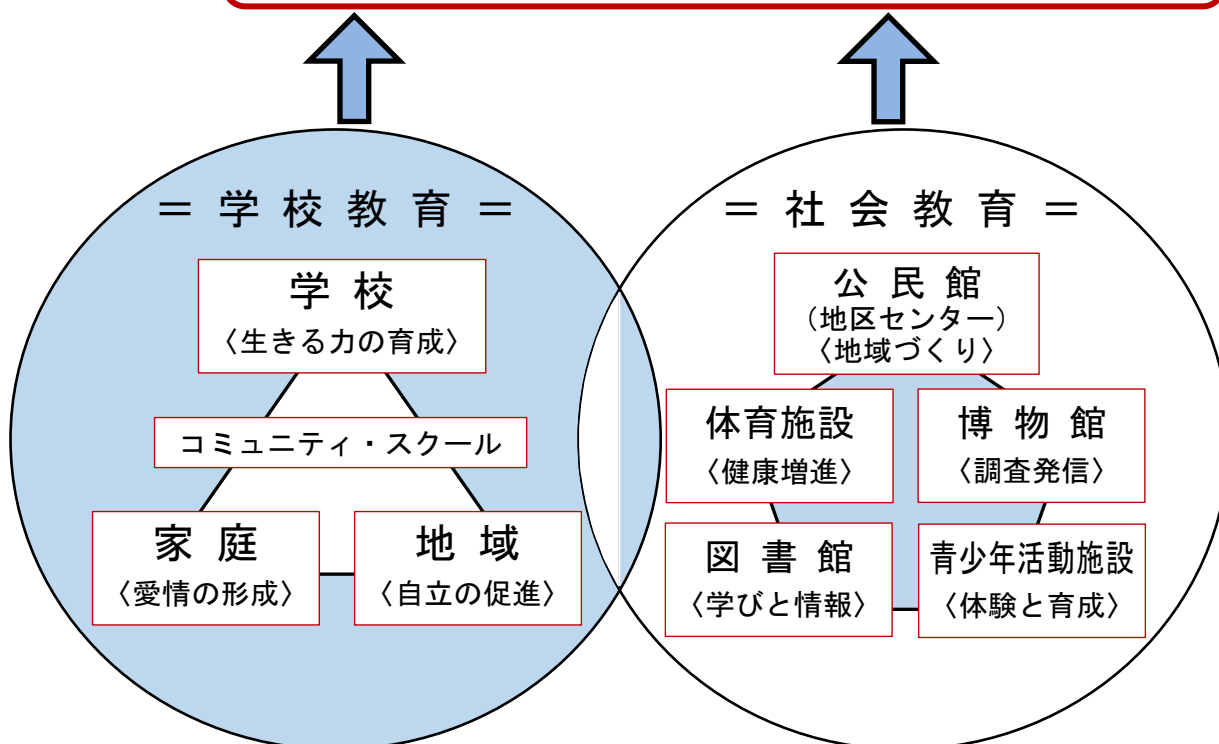 ＝学校教育＝
学校
〈生きる力の育成〉
コミュニティ・スクール
家庭
〈愛情の形成〉
地域
〈自立の促進〉
＝社会教育＝
公民館
（地区センター）
〈地域づくり〉
体育施設
〈健康増進〉
博物館
〈調査発信〉
図書館
〈学びと情報〉
青少年活動施設
〈体験と育成〉